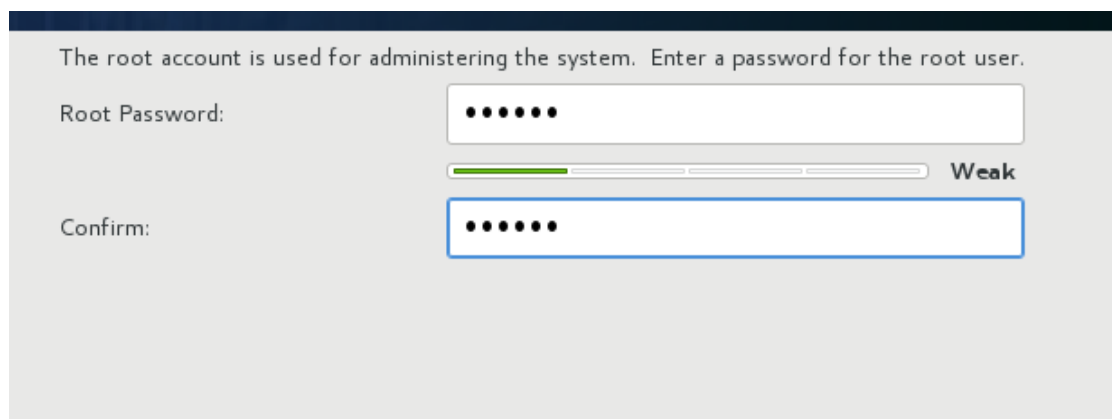 The root account is used for administering the system.  Enter a password for the root user.
Root Password: ••••••
Weak
Confirm: ••••••